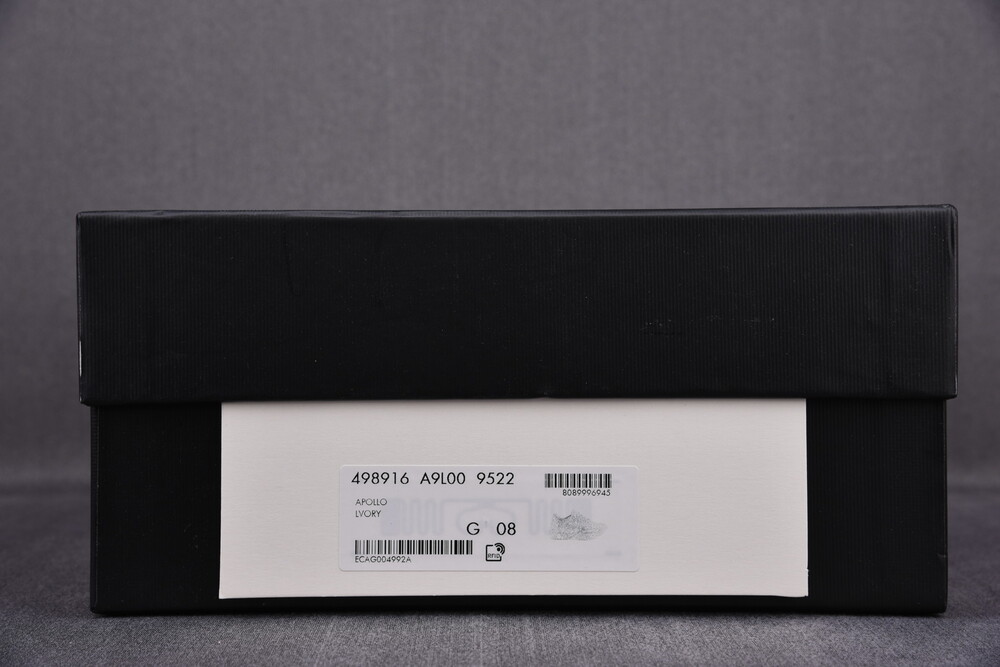 498916 A9L00 9522
8089996945
APOLLO
LVORY
G 08
ECAG004992A